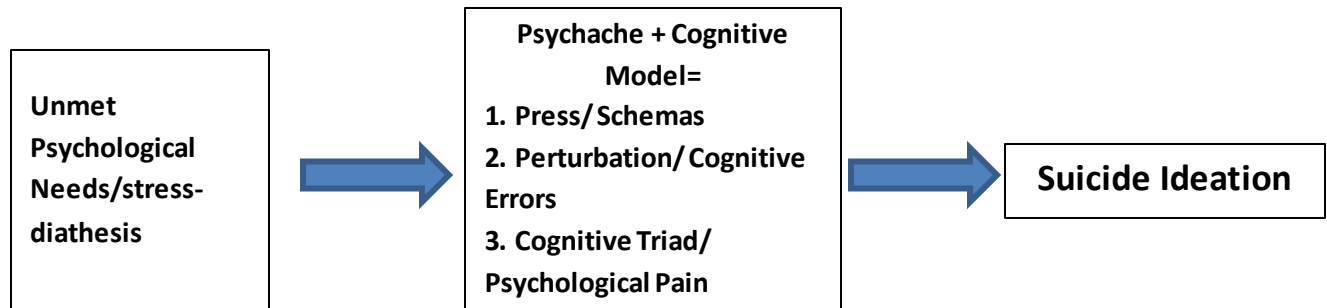 Unmet
Psychological
Needs/stress-
diathesis
Psychache + Cognitive
Model=
1. Press/ Schemas
2. Perturbation/ Cognitive
Errors
3. Cognitive Triad/
Psychological Pain
Suicide Ideation